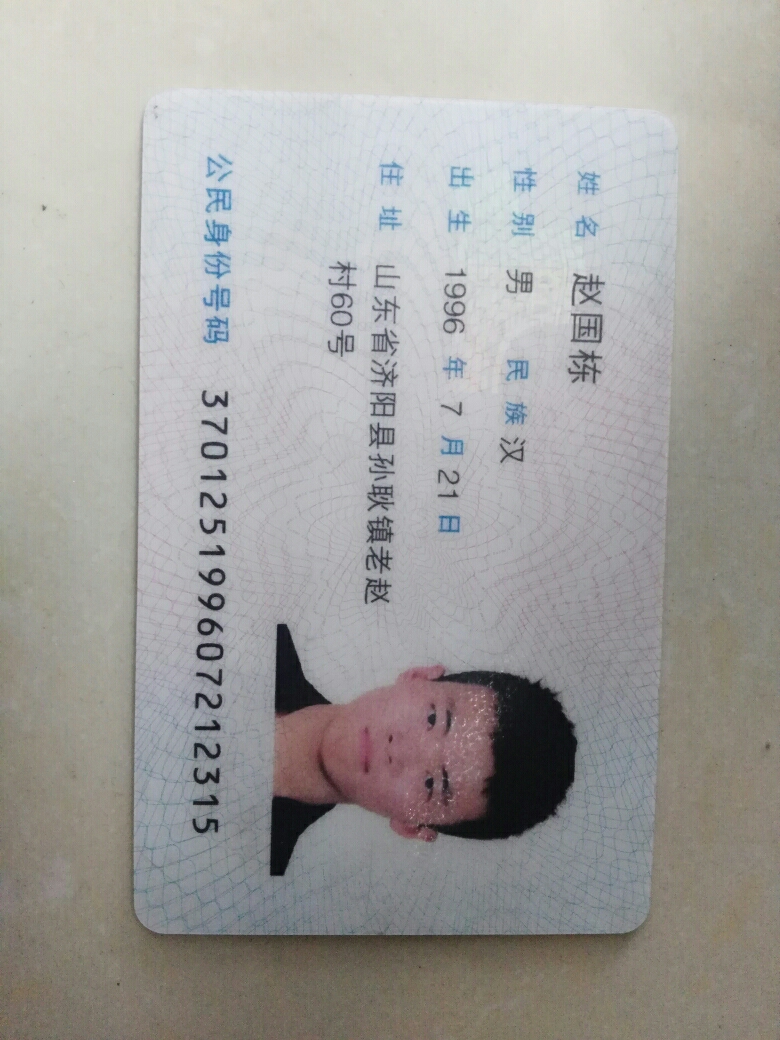 姓名 赵国栋
性别 男 民族 汉
出生 1996 年 7 月 21 日
住址 山东省济阳县孙耿镇老赵
村60号
公民身份号码 370125199607212315